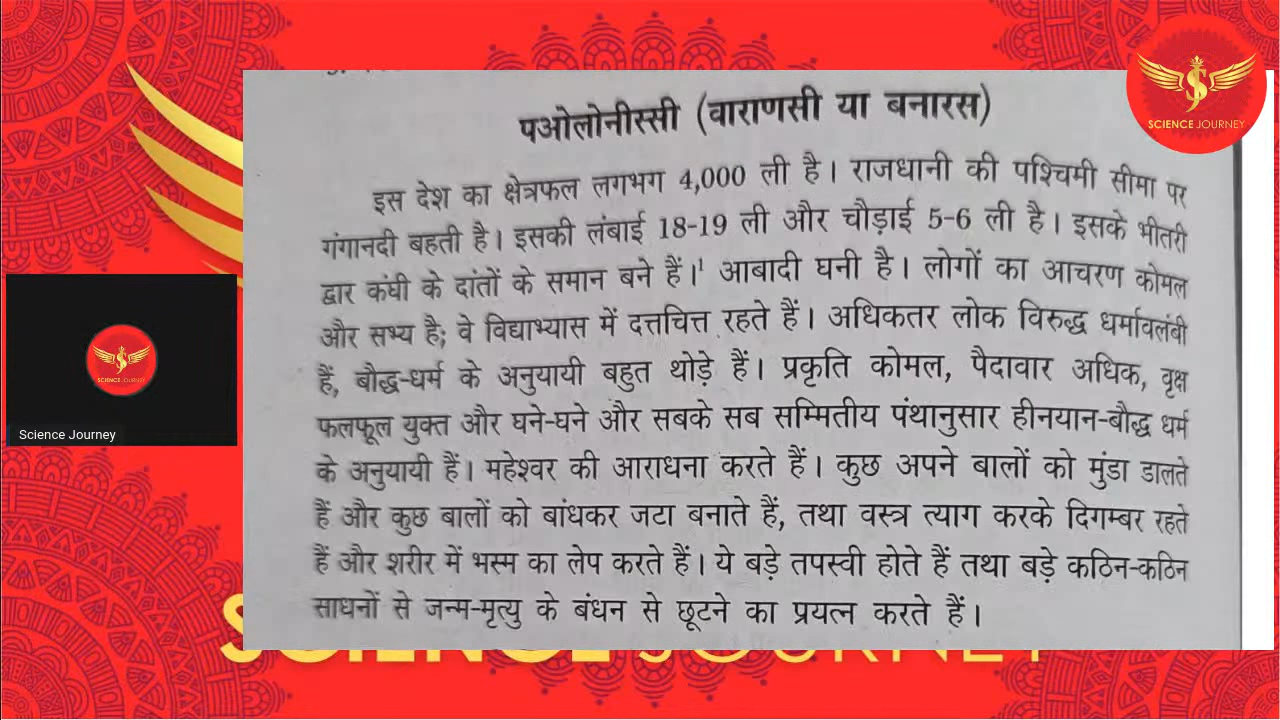 पओलोनीस्सी (वाराणसी या बनारस)
इस देश का क्षेत्रफल लगभग 4,000 ली है। राजधानी की पश्चिमी सीमा पर
गंगानदी बहती है। इसकी लंबाई 18-19 ली और चौड़ाई 5-6 ली है। इसके भीतरी
द्वार कंघी के दांतों के समान बने हैं।¹ आबादी घनी है। लोगों का आचरण कोमल
और सभ्य है; वे विद्याभ्यास में दत्तचित्त रहते हैं। अधिकतर लोक विरुद्ध धर्मावलंबी
हैं, बौद्ध-धर्म के अनुयायी बहुत थोड़े हैं। प्रकृति कोमल, पैदावार अधिक, वृक्ष
फलफूल युक्त और घने-घने और सबके सब सम्मितीय पंथानुसार हीनयान-बौद्ध धर्म
के अनुयायी हैं। महेश्वर की आराधना करते हैं। कुछ अपने बालों को मुंडा डालते
हैं और कुछ बालों को बांधकर जटा बनाते हैं, तथा वस्त्र त्याग करके दिगम्बर रहते
हैं और शरीर में भस्म का लेप करते हैं। ये बड़े तपस्वी होते हैं तथा बड़े कठिन-कठिन
साधनों से जन्म-मृत्यु के बंधन से छूटने का प्रयत्न करते हैं।
SCIENCE JOURNEY
SCIENCE JOURNEY
Science Journey
SCIENCE JOURNEY